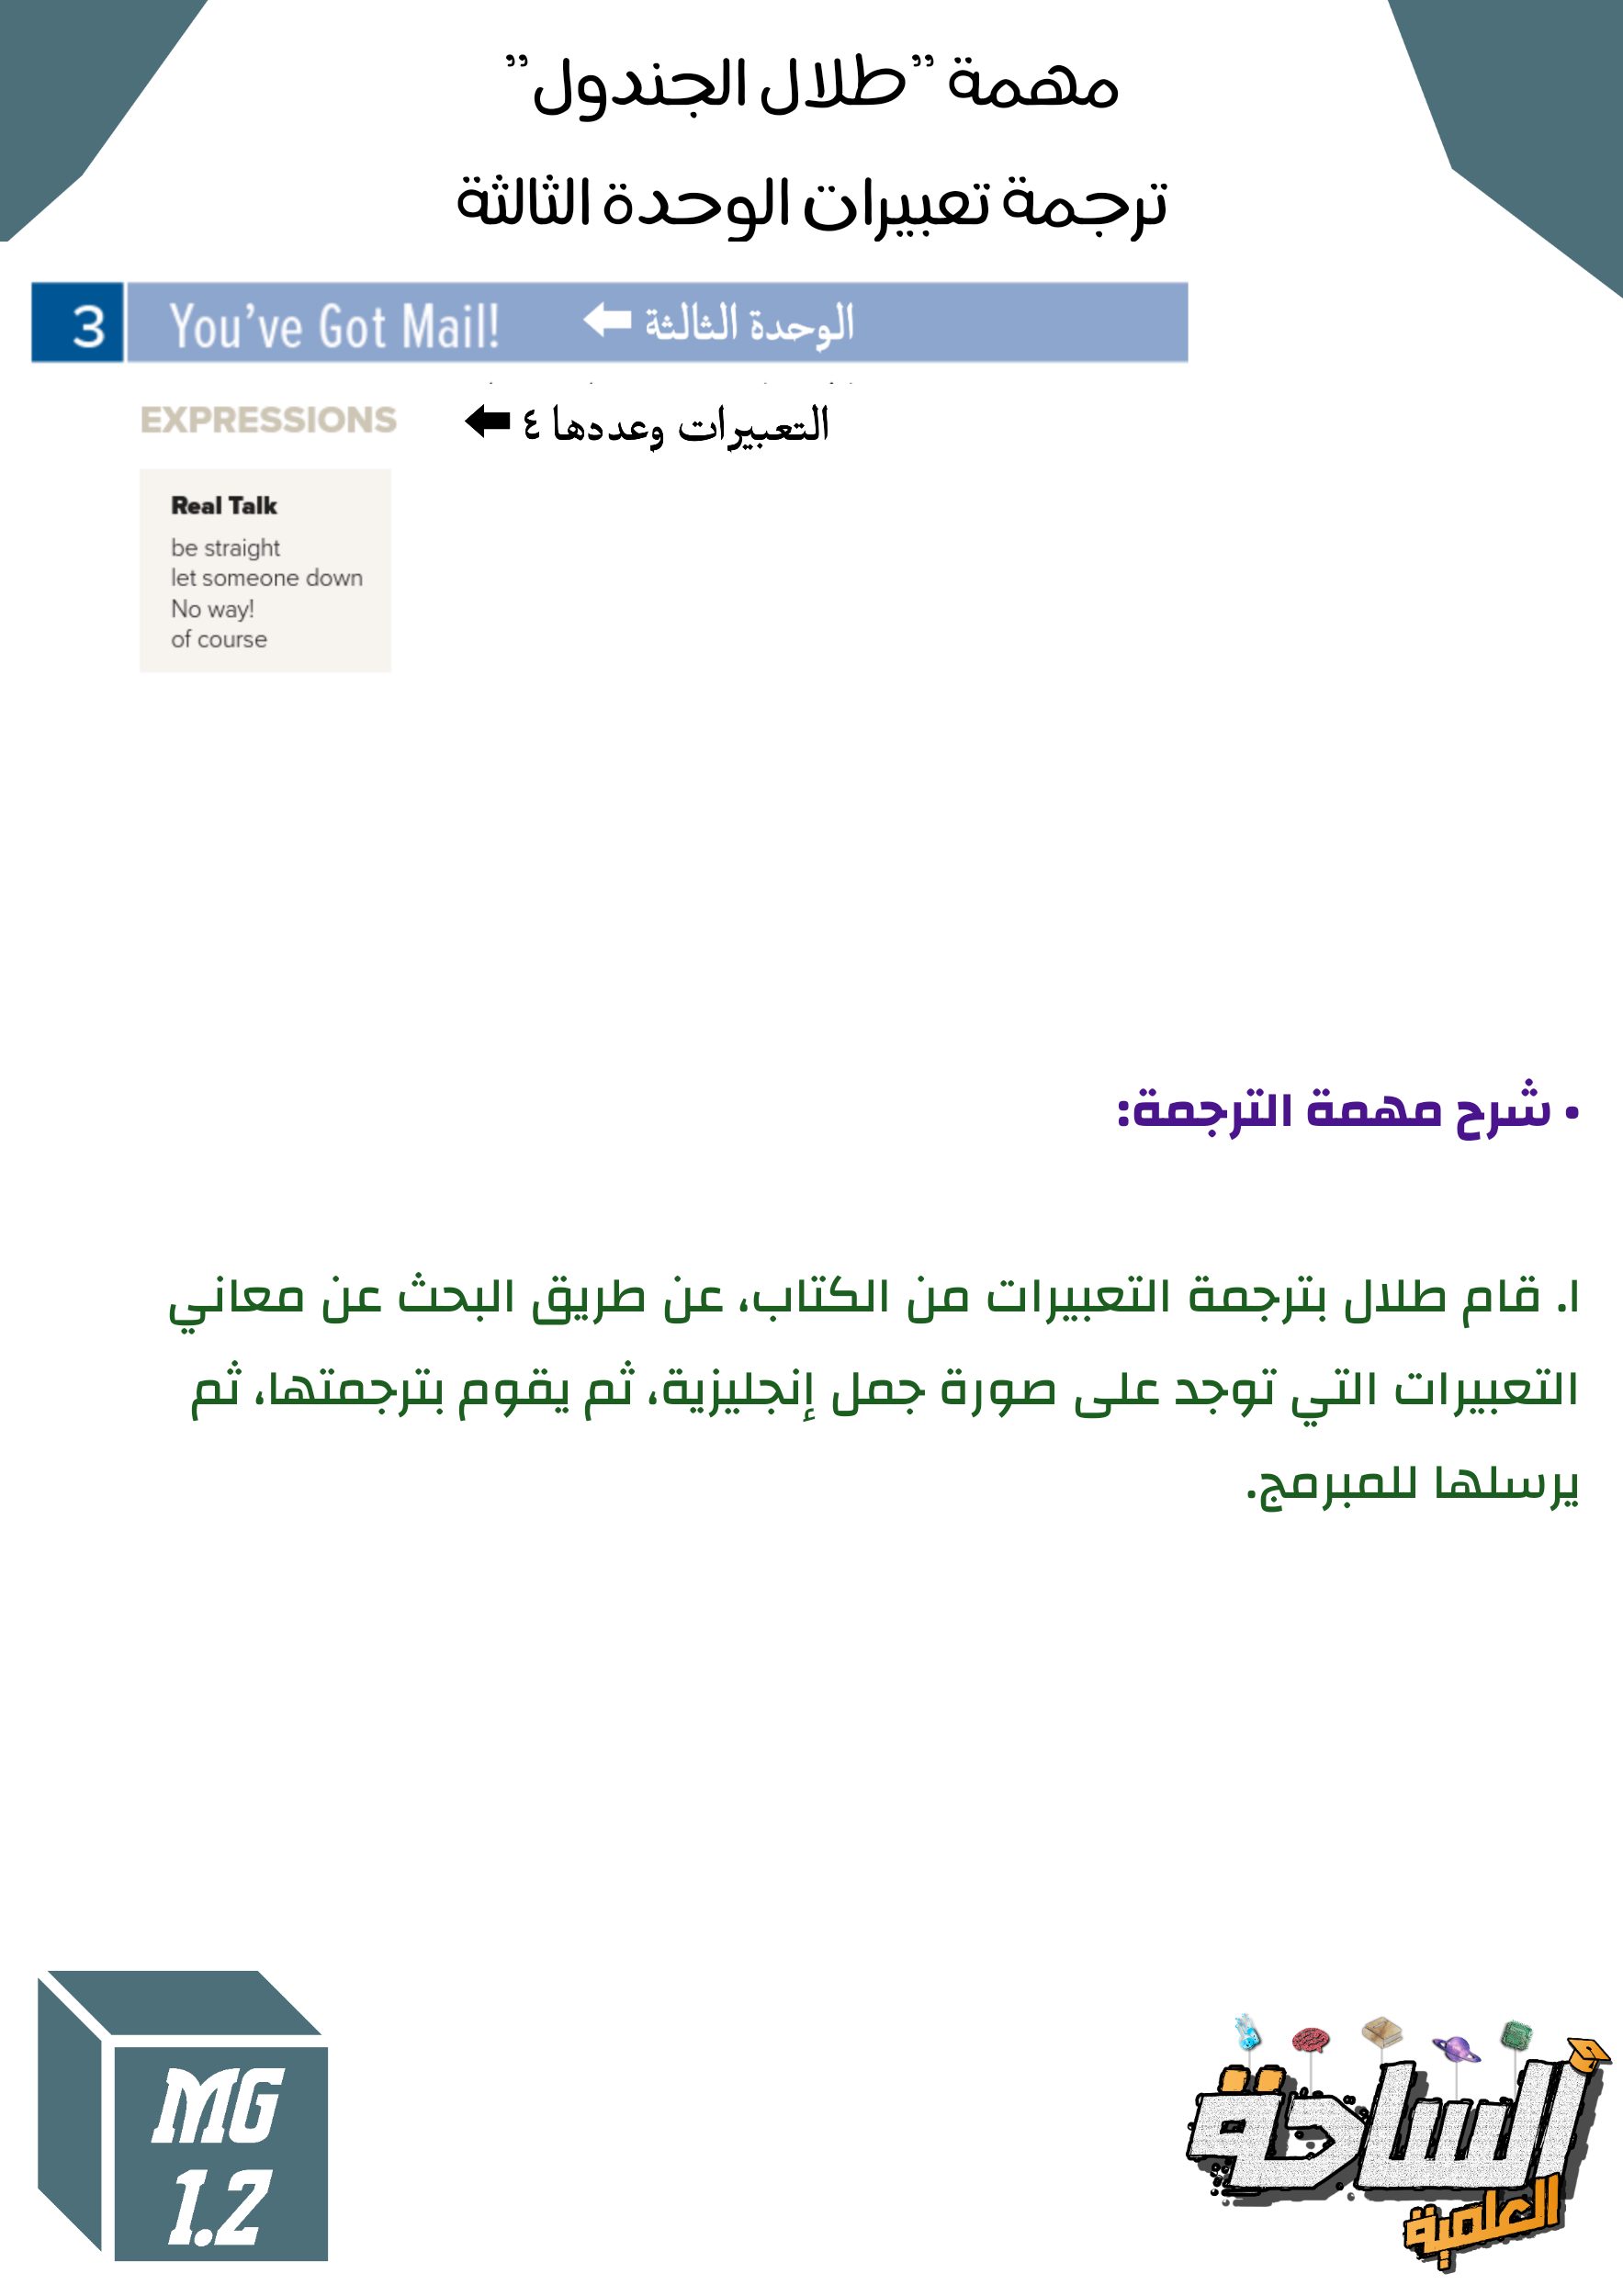 مهمة "طلال الجندول"
ترجمة تعبيرات الوحدة الثالثة
3 You've Got Mail! الوحدة الثالثة
EXPRESSIONS التعبيرات وعددها ٤
Real Talk
be straight
let someone down
No way!
of course
• شرح مهمة الترجمة:
١. قام طلال بترجمة التعبيرات من الكتاب، عن طريق البحث عن معاني
التعبيرات التي توجد على صورة جمل إنجليزية، ثم يقوم بترجمتها، ثم
يرسلها للمبرمج.
MG
1.2
الساحة
العلمية